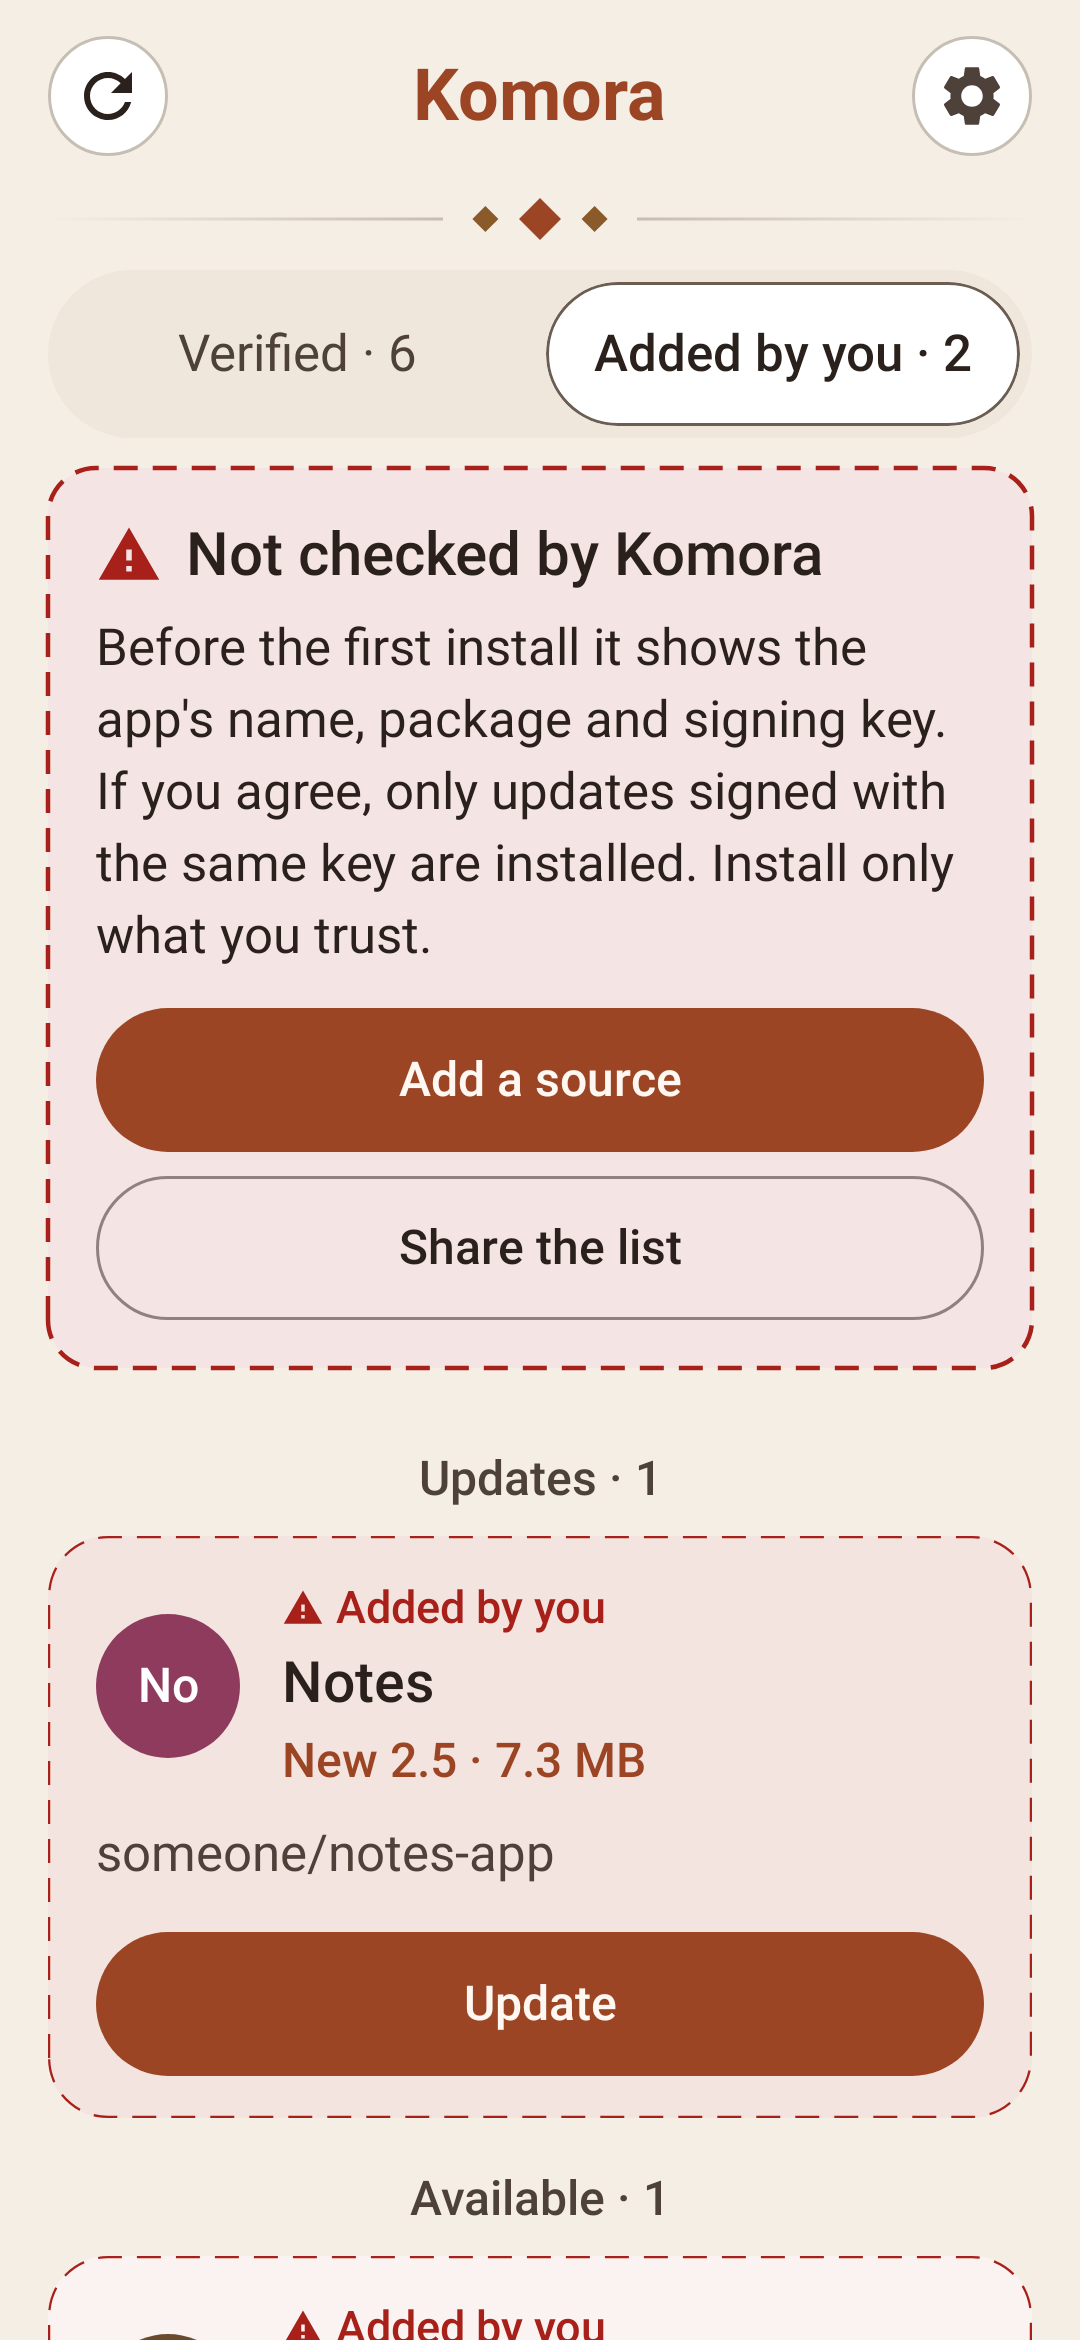 Komora
Verified · 6
Added by you · 2
Not checked by Komora
Before the first install it shows the
app's name, package and signing key.
If you agree, only updates signed with
the same key are installed. Install only
what you trust.
Add a source
Share the list
Updates · 1
Added by you
No
Notes
New 2.5 · 7.3 MB
someone/notes-app
Update
Available · 1
Added by you